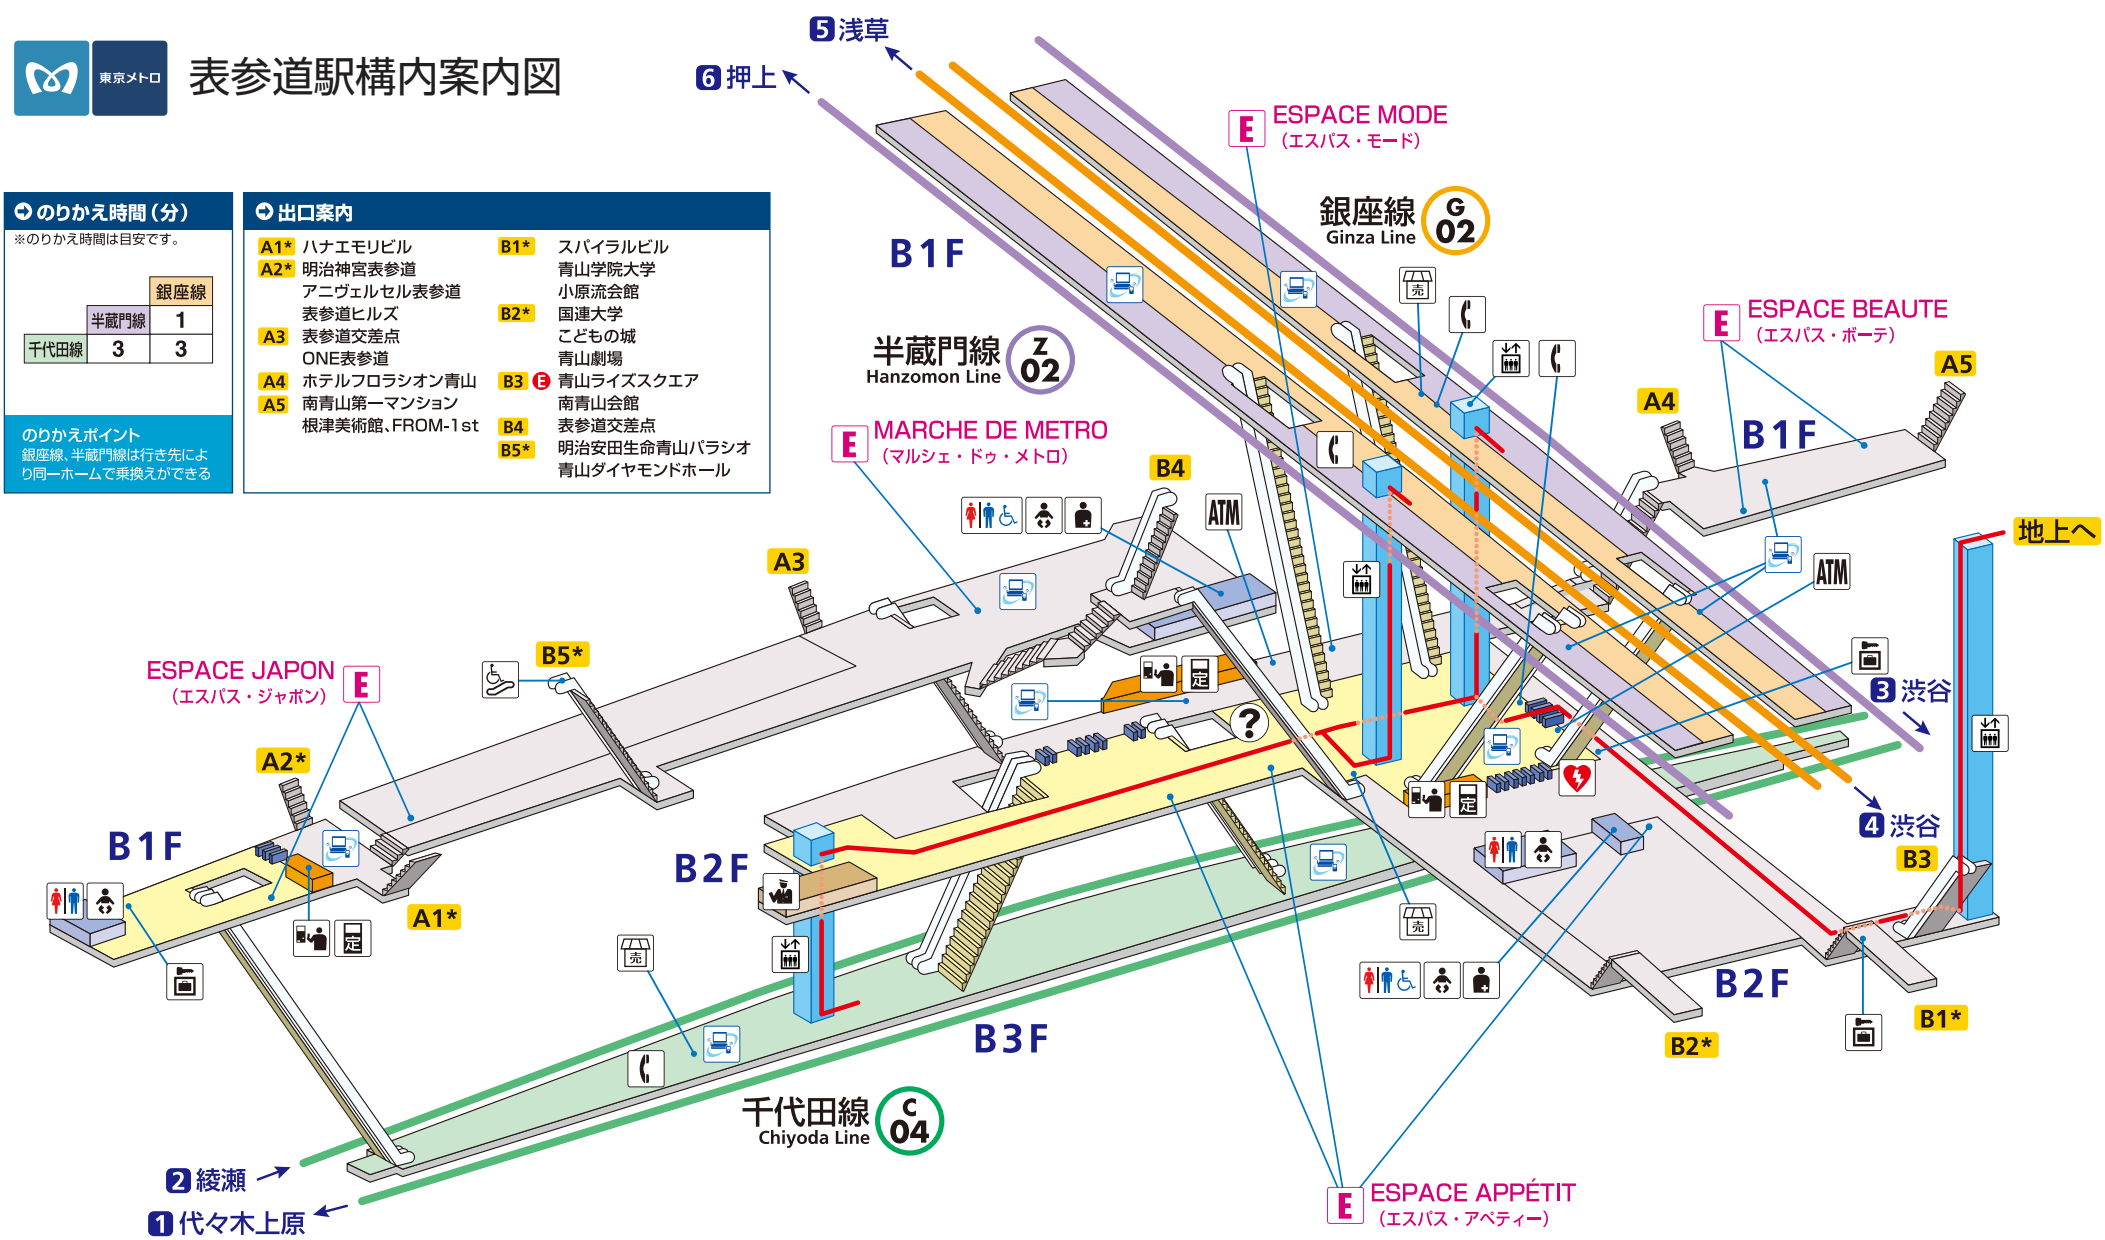 東京メトロ
表参道駅構内案内図
のりかえ時間（分）
※のりかえ時間は目安です。
銀座線
半蔵門線 1
千代田線 3 3
のりかえポイント
銀座線、半蔵門線は行き先によ
り同一ホームで乗換えができる
出口案内
A1* ハナエモリビル
A2* 明治神宮表参道
アニヴェルセル表参道
表参道ヒルズ
A3 表参道交差点
ONE表参道
A4 ホテルフロラシオン青山
A5 南青山第一マンション
根津美術館、FROM-1st
B1* スパイラルビル
青山学院大学
小原流会館
B2* 国連大学
こどもの城
青山劇場
B3 E 青山ライズスクエア
南青山会館
B4 表参道交差点
B5* 明治安田生命青山パラシオ
青山ダイヤモンドホール
5 浅草
6 押上
E ESPACE MODE
（エスパス・モード）
銀座線
Ginza Line
G
02
B1F
売
半蔵門線
Hanzomon Line
Z
02
E ESPACE BEAUTE
（エスパス・ボーテ）
A5
A4
B1F
E MARCHE DE METRO
（マルシェ・ドゥ・メトロ）
B4
ATM
地上へ
A3
ATM
B5*
ESPACE JAPON E
（エスパス・ジャポン）
定
3 渋谷
?
A2*
定
4 渋谷
B1F
B2F
B3
A1*
定
売
売
B2F
B1*
B2*
B3F
千代田線
Chiyoda Line
C
04
2 綾瀬
1 代々木上原
E ESPACE APPÉTIT
（エスパス・アペティー）